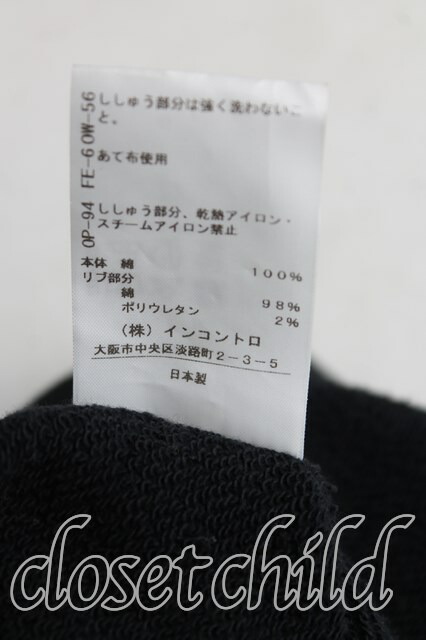 ししゅう部分は強く洗わないこ
と。
あて布使用
ししゅう部分、乾熱アイロン・
スチームアイロン禁止
本体 綿 100%
リブ部分
綿 98%
ポリウレタン 2%
(株)インコントロ
大阪市中央区淡路町2-3-5
日本製
OP-94 FE-60W-56
closet child